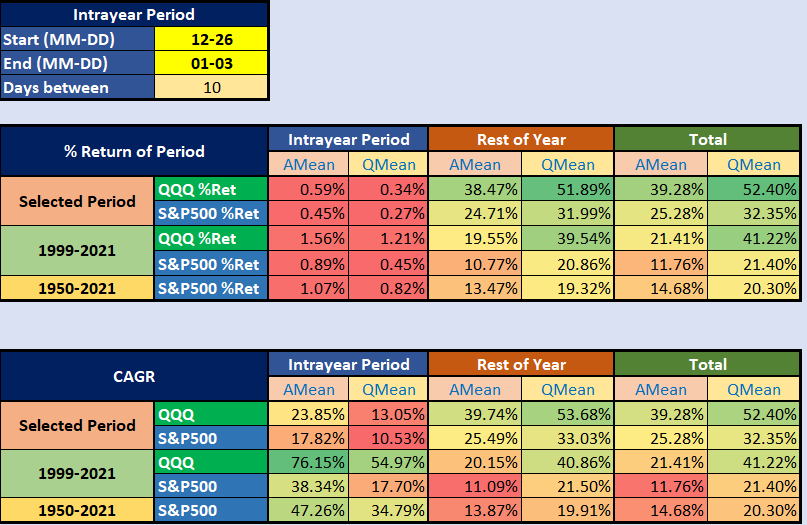 Intrayear Period
Start (MM-DD) 12-26
End (MM-DD) 01-03
Days between 10
% Return of Period Intrayear Period Rest of Year Total
AMean QMean AMean QMean AMean QMean
Selected Period QQQ %Ret 0.59% 0.34% 38.47% 51.89% 39.28% 52.40%
S&P500 %Ret 0.45% 0.27% 24.71% 31.99% 25.28% 32.35%
1999-2021 QQQ %Ret 1.56% 1.21% 19.55% 39.54% 21.41% 41.22%
S&P500 %Ret 0.89% 0.45% 10.77% 20.86% 11.76% 21.40%
1950-2021 S&P500 %Ret 1.07% 0.82% 13.47% 19.32% 14.68% 20.30%
CAGR Intrayear Period Rest of Year Total
AMean QMean AMean QMean AMean QMean
Selected Period QQQ 23.85% 13.05% 39.74% 53.68% 39.28% 52.40%
S&P500 17.82% 10.53% 25.49% 33.03% 25.28% 32.35%
1999-2021 QQQ 76.15% 54.97% 20.15% 40.86% 21.41% 41.22%
S&P500 38.34% 17.70% 11.09% 21.50% 11.76% 21.40%
1950-2021 S&P500 47.26% 34.79% 13.87% 19.91% 14.68% 20.30%